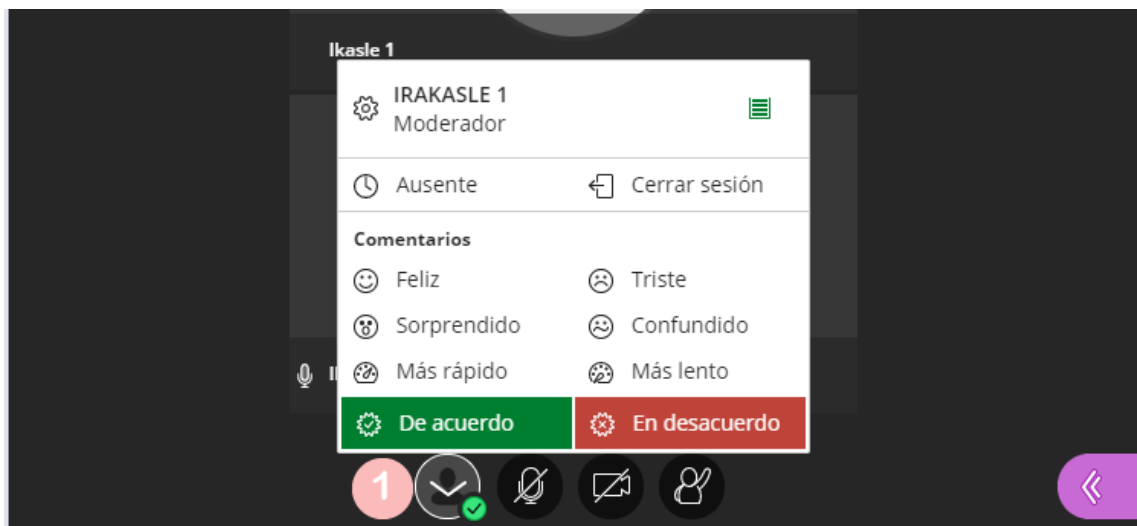 Ikasle 1
IRAKASLE 1
Moderador
Ausente
Cerrar sesión
Comentarios
Feliz
Triste
Sorprendido
Confundido
Más rápido
Más lento
De acuerdo
En desacuerdo
1